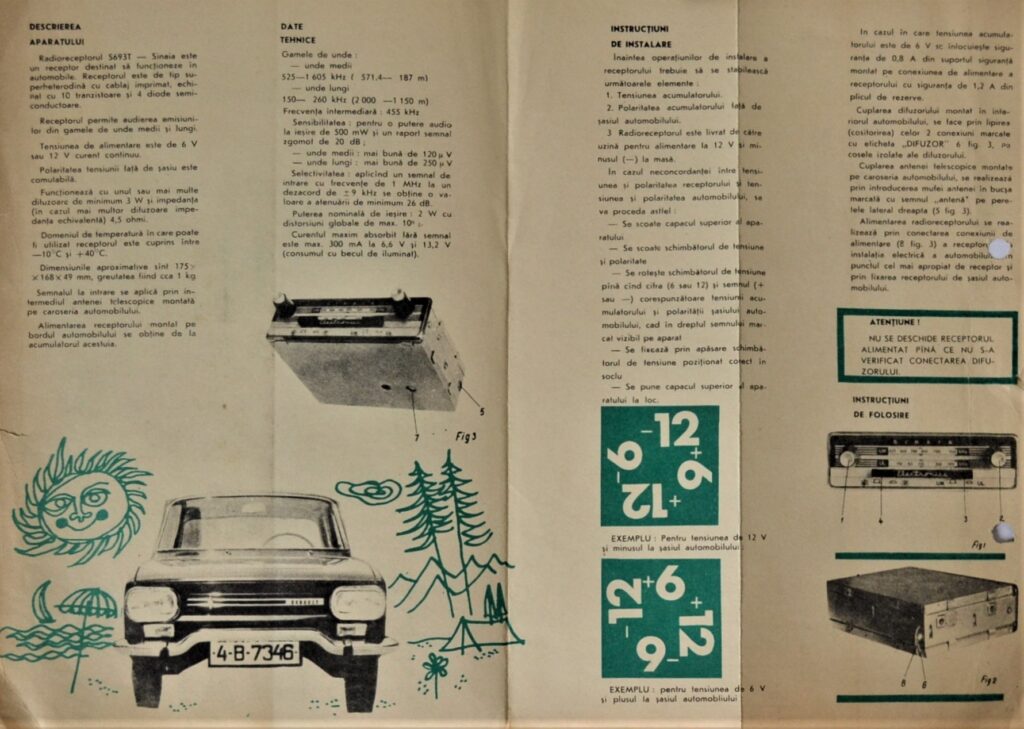 DESCRIEREA
APARATULUI
Radioreceptorul S693T — Sinaia este
un receptor destinat să funcționeze în
automobile. Receptorul este de tip su-
perheterodină cu cablaj imprimat, echi-
pat cu 10 tranzistoare și 4 diode semi-
conductoare.
Receptorul permite audierea emisiuni-
lor din gamele de unde medii și lungi.
Tensiunea de alimentare este de 6 V
sau 12 V curent continuu.
Polaritatea tensiunii față de șasiu este
comutabilă.
Funcționează cu unul sau mai multe
difuzoare de minimum 3 W și impedanța
(în cazul mai multor difuzoare impe-
danța echivalentă) 4,5 ohmi.
Domeniul de temperatură în care poate
fi utilizat receptorul este cuprins între
—10°C și +40°C.
Dimensiunile aproximative sînt 175×
×168×49 mm, greutatea fiind cca 1 kg
Semnalul la intrare se aplică prin in-
termediul antenei telescopice montată
pe caroseria automobilului.
Alimentarea receptorului montat pe
bordul automobilului se obține de la
acumulatorul acestuia.
DATE
TEHNICE
Gamele de unde :
— unde medii
525—1 605 kHz ( 571,4— 187 m)
— unde lungi
150— 260 kHz (2 000 —1 150 m)
Frecvența intermediară : 455 kHz
Sensibilitatea : pentru o putere audio
la ieșire de 500 mW și un raport semnal
zgomot de 20 dB ;
— unde medii : mai bună de 120 μ V
— unde lungi : mai bună de 250 μ V
Selectivitatea : aplicînd un semnal de
intrare cu frecvențe de 1 MHz la un
dezacord de ±9 kHz se obține o va-
loare a atenuării de minimum 26 dB.
Puterea nominală de ieșire : 2 W cu
distorsiuni globale de max. 10%.
Curentul maxim absorbit fără semnal
este max. 300 mA la 6,6 V și 13,2 V
(consumul cu becul de iluminat).
Electronica
7
5
Fig 3
RENAULT
4-B-7346
INSTRUCȚIUNI
DE INSTALARE
Înaintea operațiunilor de instalare a
receptorului trebuie să se stabilească
următoarele elemente :
1. Tensiunea acumulatorului.
2. Polaritatea acumulatorului față de
șasiul automobilului.
3 Radioreceptorul este livrat de către
uzină pentru alimentare la 12 V și mi-
nusul (—) la masă.
În cazul neconcordanței între tensi-
unea și polaritatea receptorului și ten-
siunea și polaritatea automobilului, se
va proceda astfel :
— Se scoate capacul superior al apa-
ratului
— Se scoate schimbătorul de tensiune
și polaritate
— Se rotește schimbătorul de tensiune
pînă cînd cifra (6 sau 12) și semnul (+
sau —) corespunzătoare tensiunii acu-
mulatorului și polarității șasiului auto-
mobilului, cad în dreptul semnului mar-
cat vizibil pe aparat
— Se fixează prin apăsare schimbă-
torul de tensiune poziționat corect în
soclu
— Se pune capacul superior al apa-
ratului la loc.
-12
+6
12+
-6
EXEMPLU : Pentru tensiunea de 12 V
și minusul la șasiul automobilului.
+6
+12
9-
-12
EXEMPLU : pentru tensiunea de 6 V
și plusul la șasiul automobliului
În cazul în care tensiunea acumula-
torului este de 6 V se înlocuiește sigu-
ranța de 0,8 A din suportul siguranță
montat pe conexiunea de alimentare a
receptorului cu siguranța de 1,2 A din
plicul de rezerve.
Cuplarea difuzorului montat în inte-
riorul automobilului, se face prin lipirea
(cositorirea) celor 2 conexiuni marcate
cu eticheta „DIFUZOR" 6 fig. 3, pa
cosele izolate ale difuzorului.
Cuplarea antenei telescopice montate
pe caroseria automobilului, se realizează
prin introducerea mufei antenei în bucșa
marcată cu semnul „antenă" pe pere-
tele lateral dreapta (5 fig. 3).
Alimentarea radioreceptorului se rea-
lizează prin conectarea conexiunii de
alimentare (8 fig. 3) a receptorului
instalația electrică a automobilului în
punctul cel mai apropiat de receptor și
prin fixarea receptorului de șasiul auto-
mobilului.
ATENȚIUNE !
NU SE DESCHIDE RECEPTORUL
ALIMENTAT PÎNĂ CE NU S-A
VERIFICAT CONECTAREA DIFU-
ZORULUI.
INSTRUCȚIUNI
DE FOLOSIRE
SINAIA
Electronica
1
4
3
2
Fig 1
8
6
Fig 2